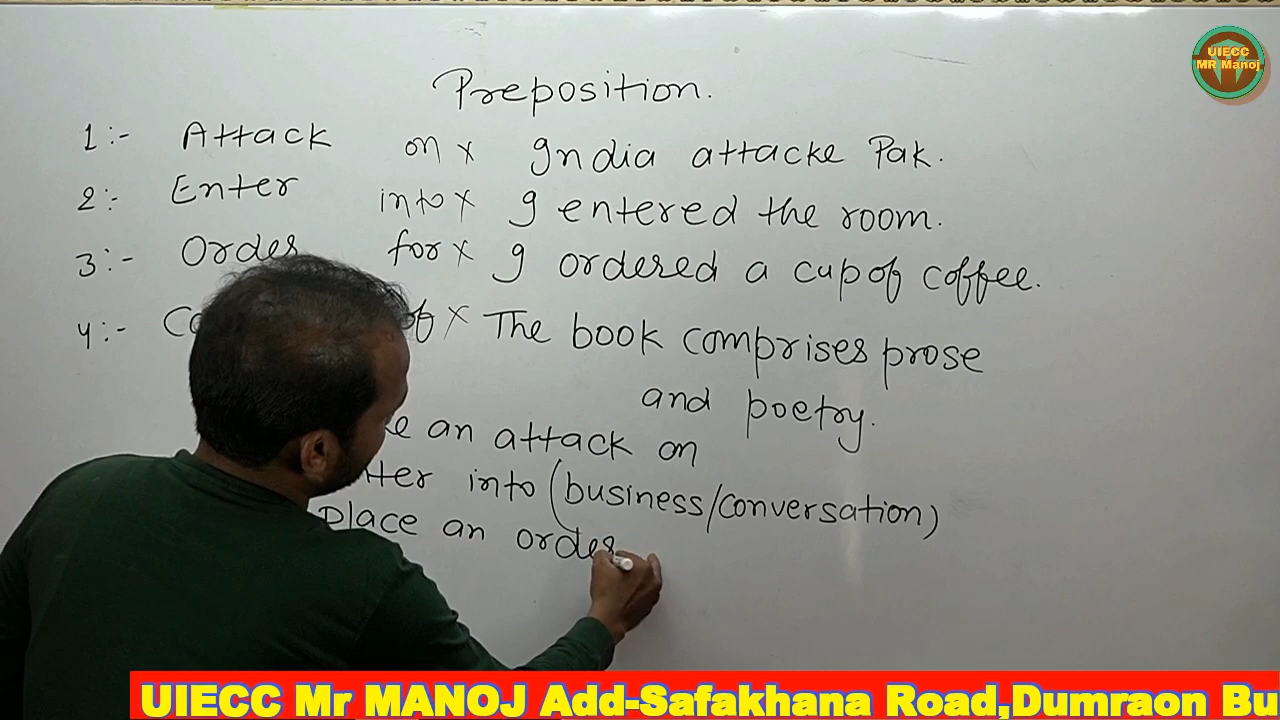 UIECC
MR Manoj
Preposition.
1:- Attack on x India attacke Pak.
2:- Enter into x I entered the room.
3:- Order for x I ordered a cup of coffee.
4:- of x The book comprises prose
and poetry.
an attack on
into (business/conversation)
place an order
UIECC Mr MANOJ Add-Safakhana Road,Dumraon Bu